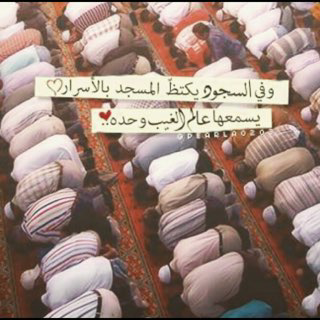 وفي السجود يكتظّ المسجد بالأسرار♡
يسمعها عالم الغيب وحده..♥